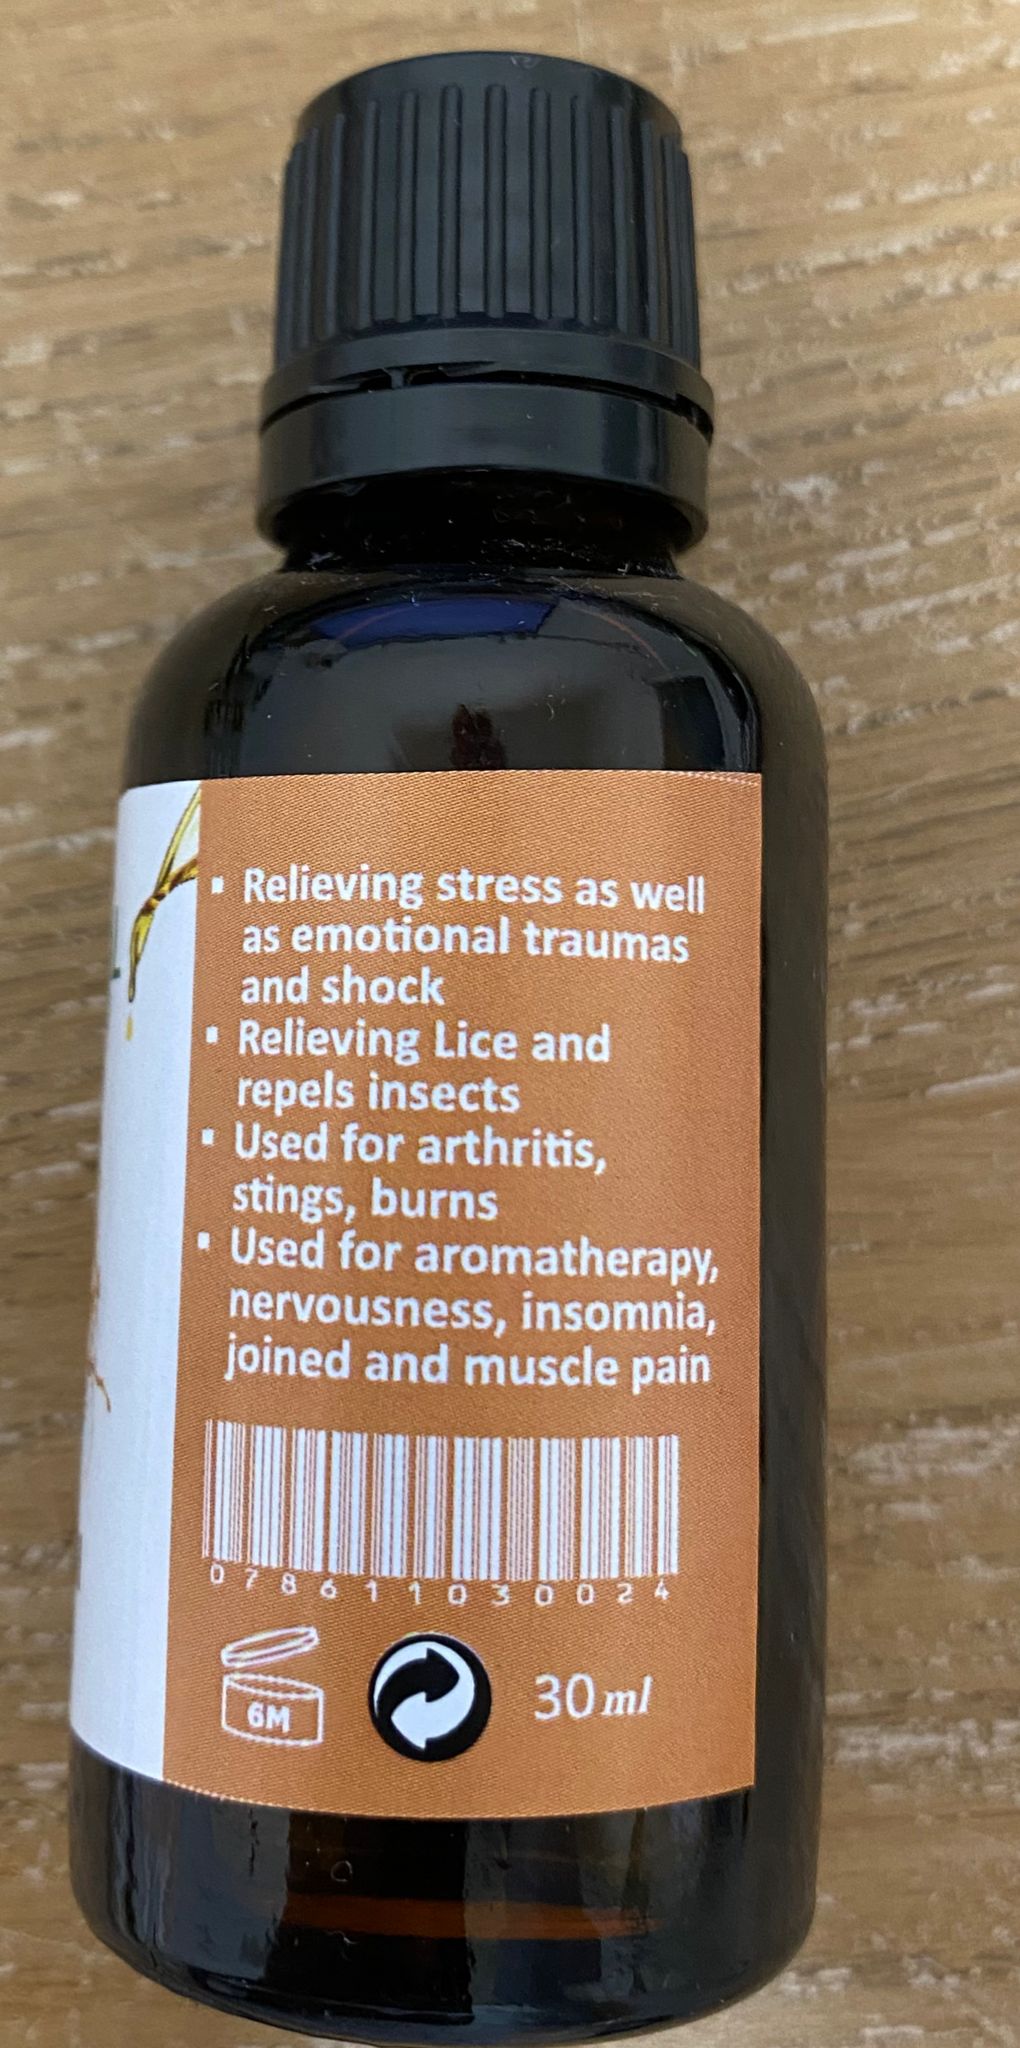 ▪ Relieving stress as well
as emotional traumas
and shock
▪ Relieving Lice and
repels insects
▪ Used for arthritis,
stings, burns
▪ Used for aromatherapy,
nervousness, insomnia,
joined and muscle pain
078611030024
6M
30ml